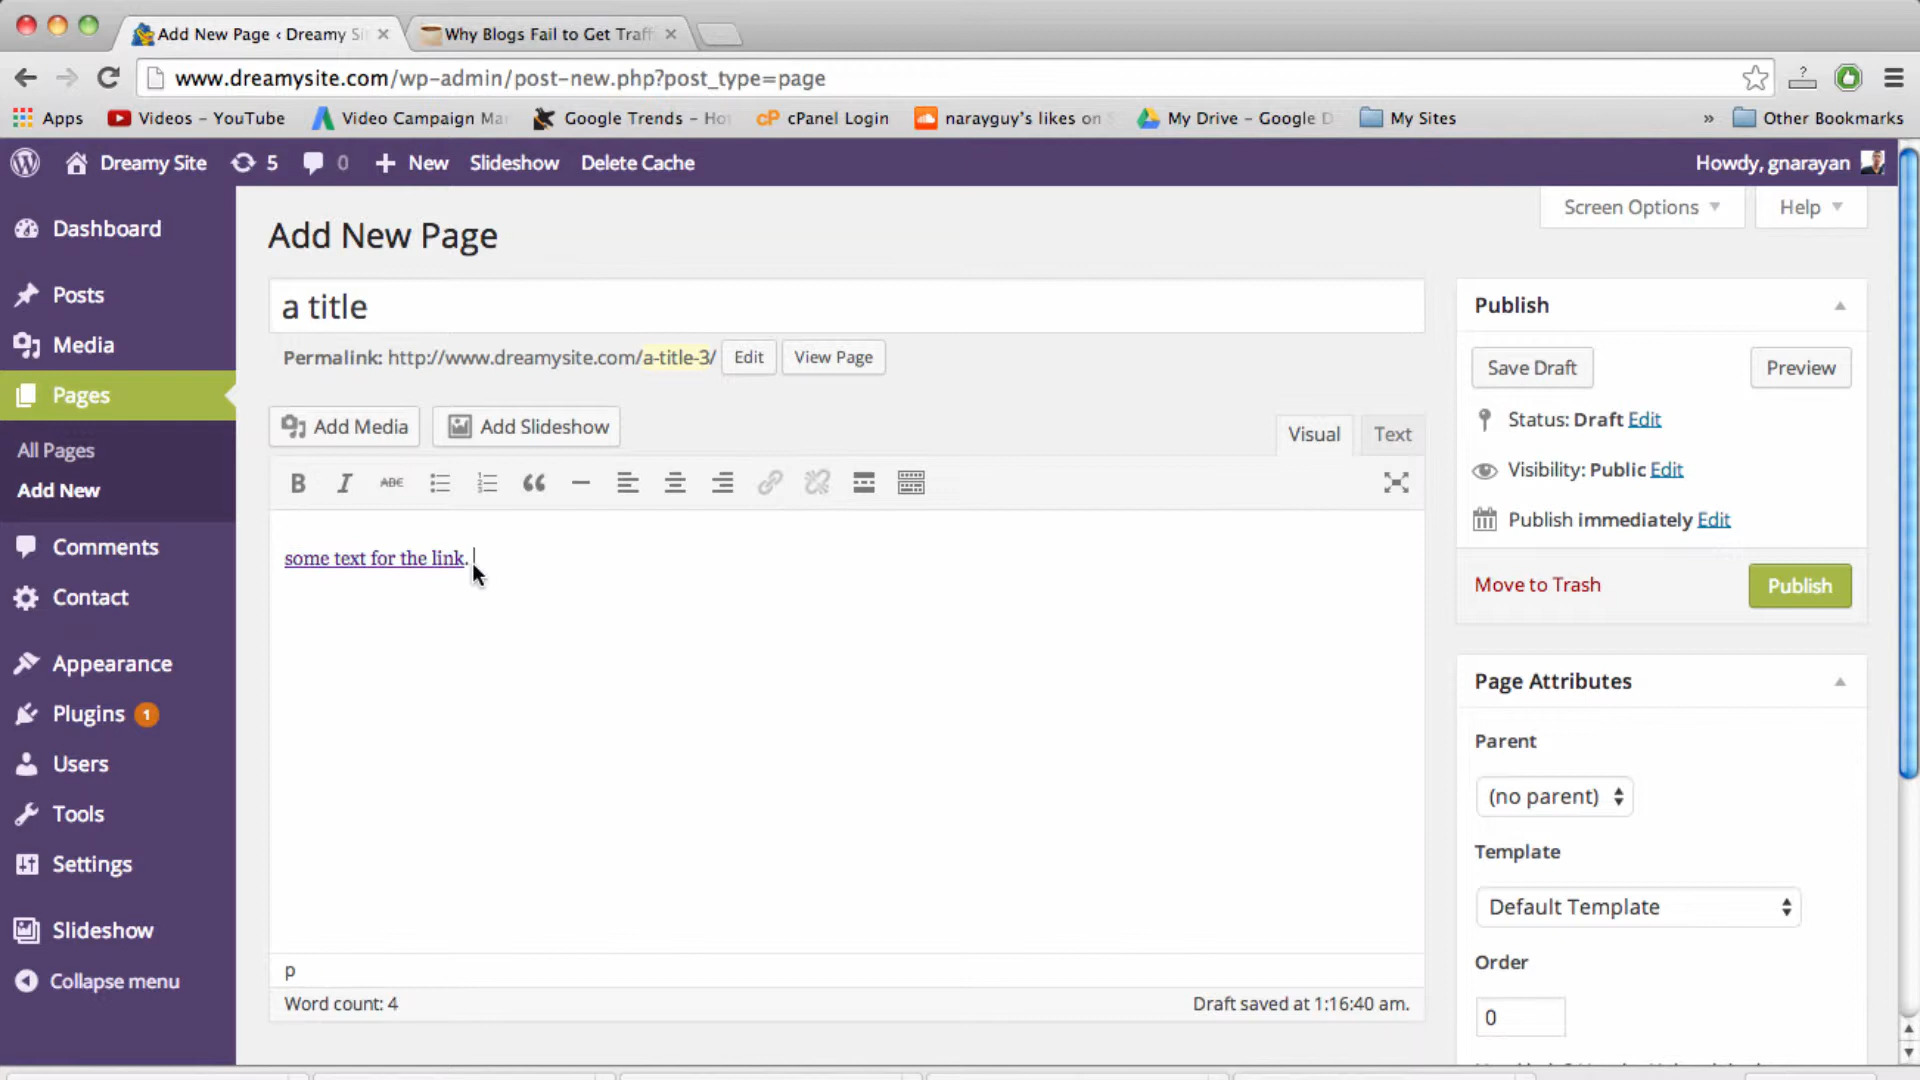 Add New Page ‹ Dreamy Si
Why Blogs Fail to Get Traff
www.dreamysite.com/wp-admin/post-new.php?post_type=page
Apps Videos - YouTube Video Campaign Ma Google Trends - Ho cPanel Login narayguy's likes on My Drive - Google D My Sites » Other Bookmarks
Dreamy Site 5 0 + New Slideshow Delete Cache Howdy, gnarayan
Screen Options Help
Dashboard
Posts
Media
Pages
All Pages
Add New
Comments
Contact
Appearance
Plugins 1
Users
Tools
Settings
Slideshow
Collapse menu
Add New Page
a title
Permalink: http://www.dreamysite.com/a-title-3/ Edit View Page
Add Media Add Slideshow
Visual Text
B I ABC
some text for the link.
p
Word count: 4 Draft saved at 1:16:40 am.
Publish
Save Draft Preview
Status: Draft Edit
Visibility: Public Edit
Publish immediately Edit
Move to Trash Publish
Page Attributes
Parent
(no parent)
Template
Default Template
Order
0